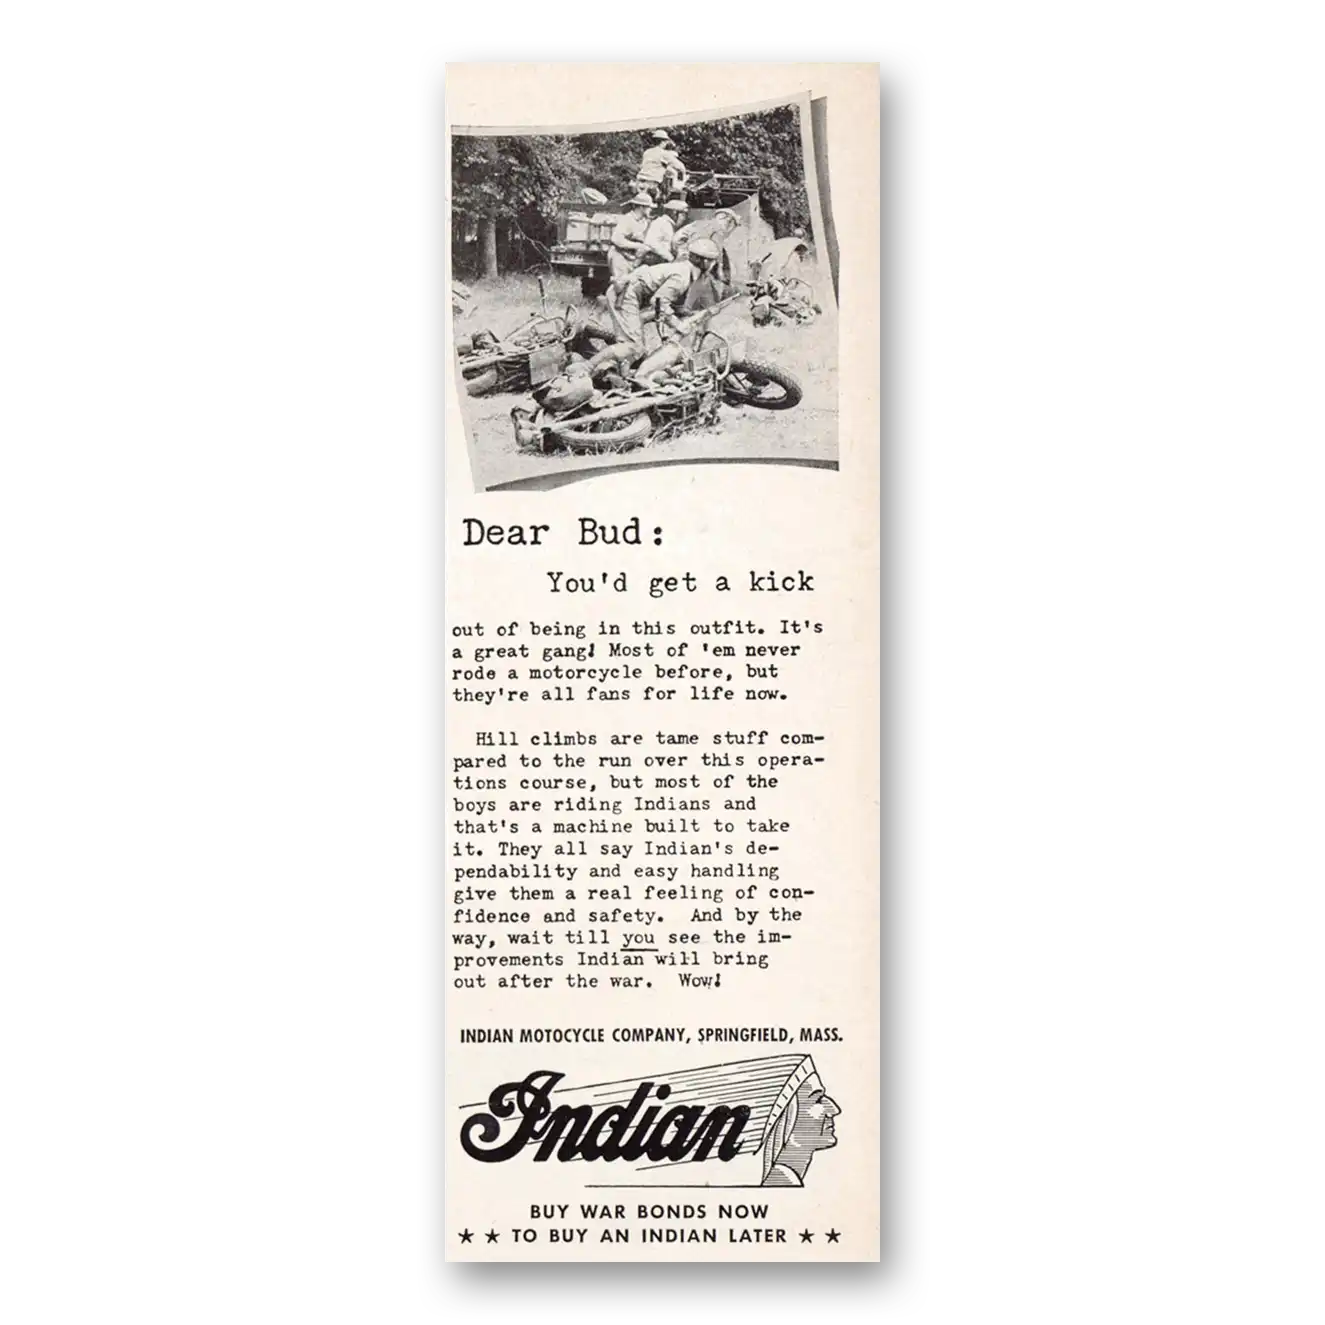 Dear Bud:
You'd get a kick
out of being in this outfit. It's
a great gang! Most of 'em never
rode a motorcycle before, but
they're all fans for life now.
Hill climbs are tame stuff com-
pared to the run over this opera-
tions course, but most of the
boys are riding Indians and
that's a machine built to take
it. They all say Indian's de-
pendability and easy handling
give them a real feeling of con-
fidence and safety. And by the
way, wait till you see the im-
provements Indian will bring
out after the war. Wow!
INDIAN MOTOCYCLE COMPANY, SPRINGFIELD, MASS.
Indian
BUY WAR BONDS NOW
★ ★ TO BUY AN INDIAN LATER ★ ★